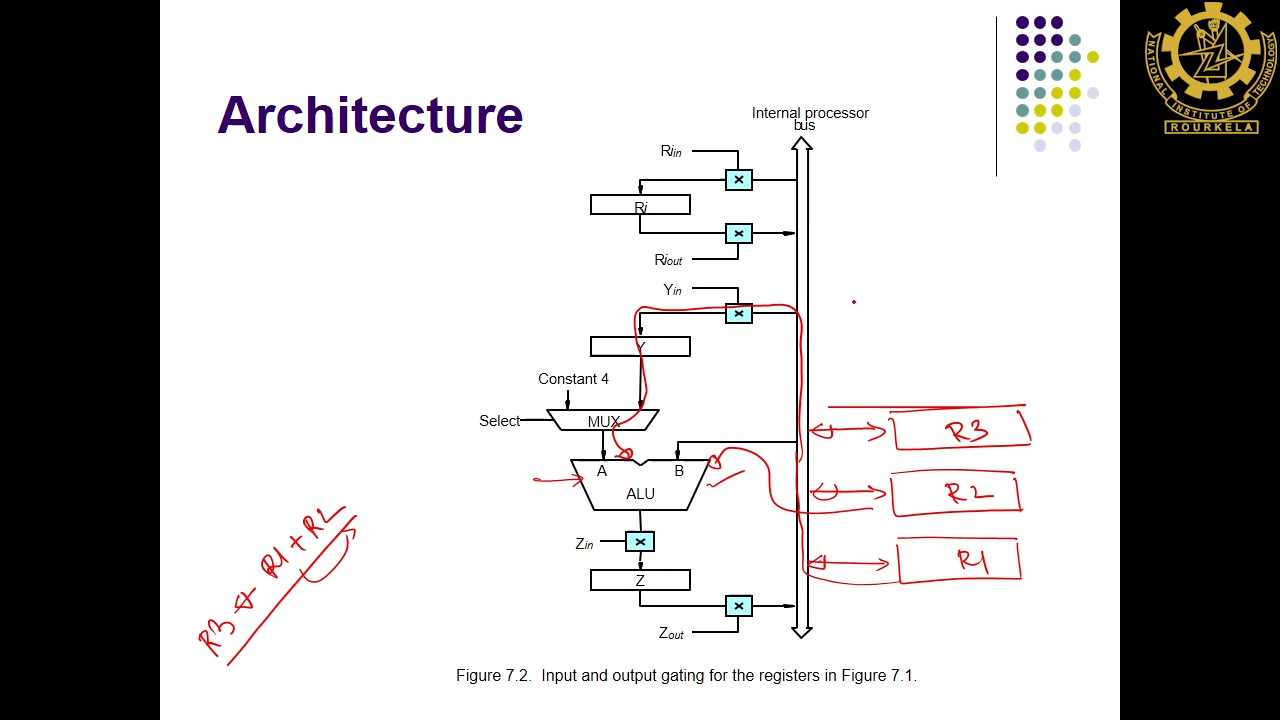 NATIONAL INSTITUTE OF TECHNOLOGY
ROURKELA
Architecture
Internal processor
bus
Riin
Ri
Riout
Yin
Y
Constant 4
Select
MUX
A B
ALU
Zin
Z
Zout
R3
R2
R1
R3 ← R1 + R2
Figure 7.2. Input and output gating for the registers in Figure 7.1.